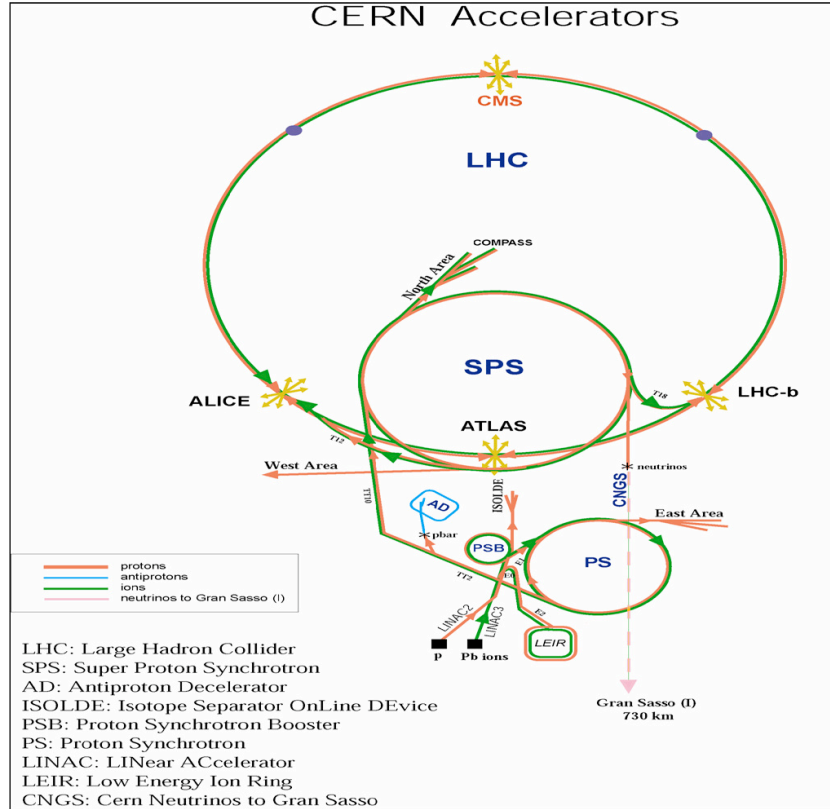 CERN Accelerators
CMS
LHC
COMPASS
North Area
SPS
T18
ALICE
LHC-b
ATLAS
T12
West Area
neutrinos
CNGS
TT10
ISOLDE
AD
East Area
pbar
PSB
E1
PS
TT2
E0
protons
antiprotons
ions
neutrinos to Gran Sasso (I)
LINAC2
LINAC3
E2
LEIR
p
Pb ions
LHC: Large Hadron Collider
SPS: Super Proton Synchrotron
AD: Antiproton Decelerator
ISOLDE: Isotope Separator OnLine DEvice
PSB: Proton Synchrotron Booster
PS: Proton Synchrotron
LINAC: LINear ACcelerator
LEIR: Low Energy Ion Ring
CNGS: Cern Neutrinos to Gran Sasso
Gran Sasso (I)
730 km